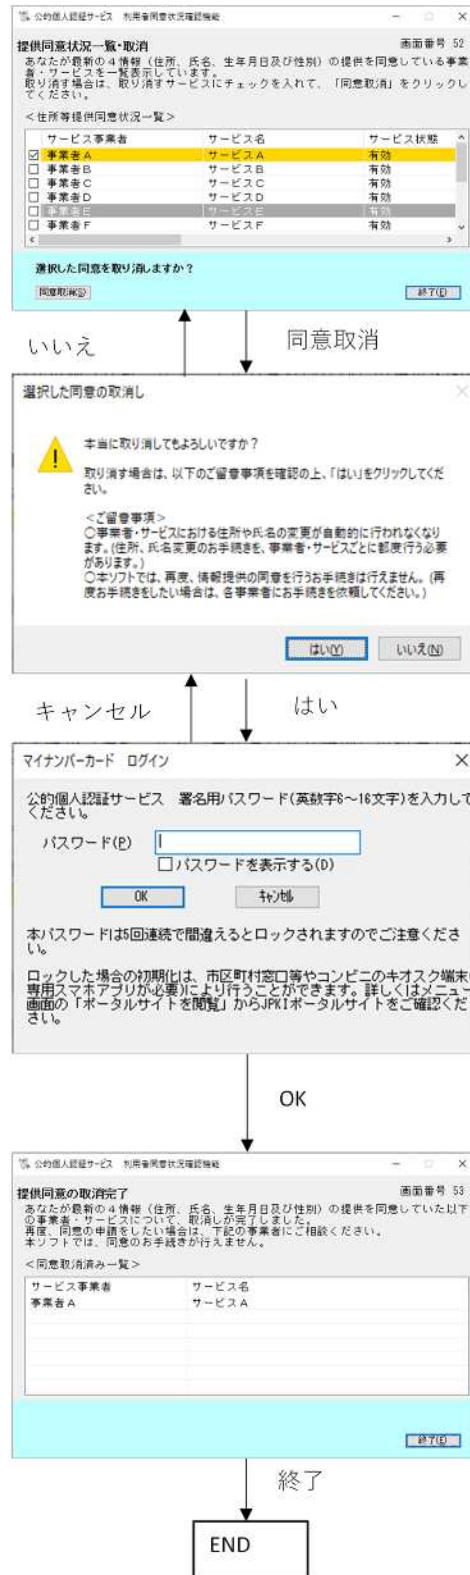 公的個人認証サービス 利用者同意状況確認機能
提供同意状況一覧・取消 画面番号 52
あなたが最新の4情報(住所、氏名、生年月日及び性別)の提供を同意している事業
者・サービスを一覧表示しています。
取り消す場合は、取り消すサービスにチェックを入れて、「同意取消」をクリックし
てください。
<住所等提供同意状況一覧>
サービス事業者 サービス名 サービス状態
事業者A サービスA 有効
事業者B サービスB 有効
事業者C サービスC 有効
事業者D サービスD 有効
事業者E サービスE 有効
事業者F サービスF 有効
選択した同意を取り消しますか?
同意取消(S) 終了(E)
いいえ 同意取消
選択した同意の取消し
本当に取り消してもよろしいですか?
取り消す場合は、以下のご留意事項を確認の上、「はい」をクリックしてくだ
さい。
<ご留意事項>
○事業者・サービスにおける住所や氏名の変更が自動的に行われなくなり
ます。(住所、氏名変更のお手続きを、事業者・サービスごとに都度行う必要
があります。)
○本ソフトでは、再度、情報提供の同意を行うお手続きは行えません。(再
度お手続きをしたい場合は、各事業者にお手続きを依頼してください。)
はい(Y) いいえ(N)
キャンセル はい
マイナンバーカード ログイン
公的個人認証サービス 署名用パスワード(英数字6~16文字)を入力して
ください。
パスワード(P)
パスワードを表示する(D)
OK キャンセル
本パスワードは5回連続で間違えるとロックされますのでご注意くださ
い。
ロックした場合の初期化は、市区町村窓口等やコンビニのキオスク端末(
専用スマホアプリが必要)により行うことができます。詳しくはメニュー
画面の「ポータルサイトを閲覧」からJPKIポータルサイトをご確認くだ
さい。
OK
公的個人認証サービス 利用者同意状況確認機能
提供同意の取消完了 画面番号 53
あなたが最新の4情報(住所、氏名、生年月日及び性別)の提供を同意していた以下
の事業者・サービスについて、取消しが完了しました。
再度、同意の申請をしたい場合は、下記の事業者にご相談ください。
本ソフトでは、同意のお手続きが行えません。
<同意取消済み一覧>
サービス事業者 サービス名
事業者A サービスA
終了(E)
終了
END